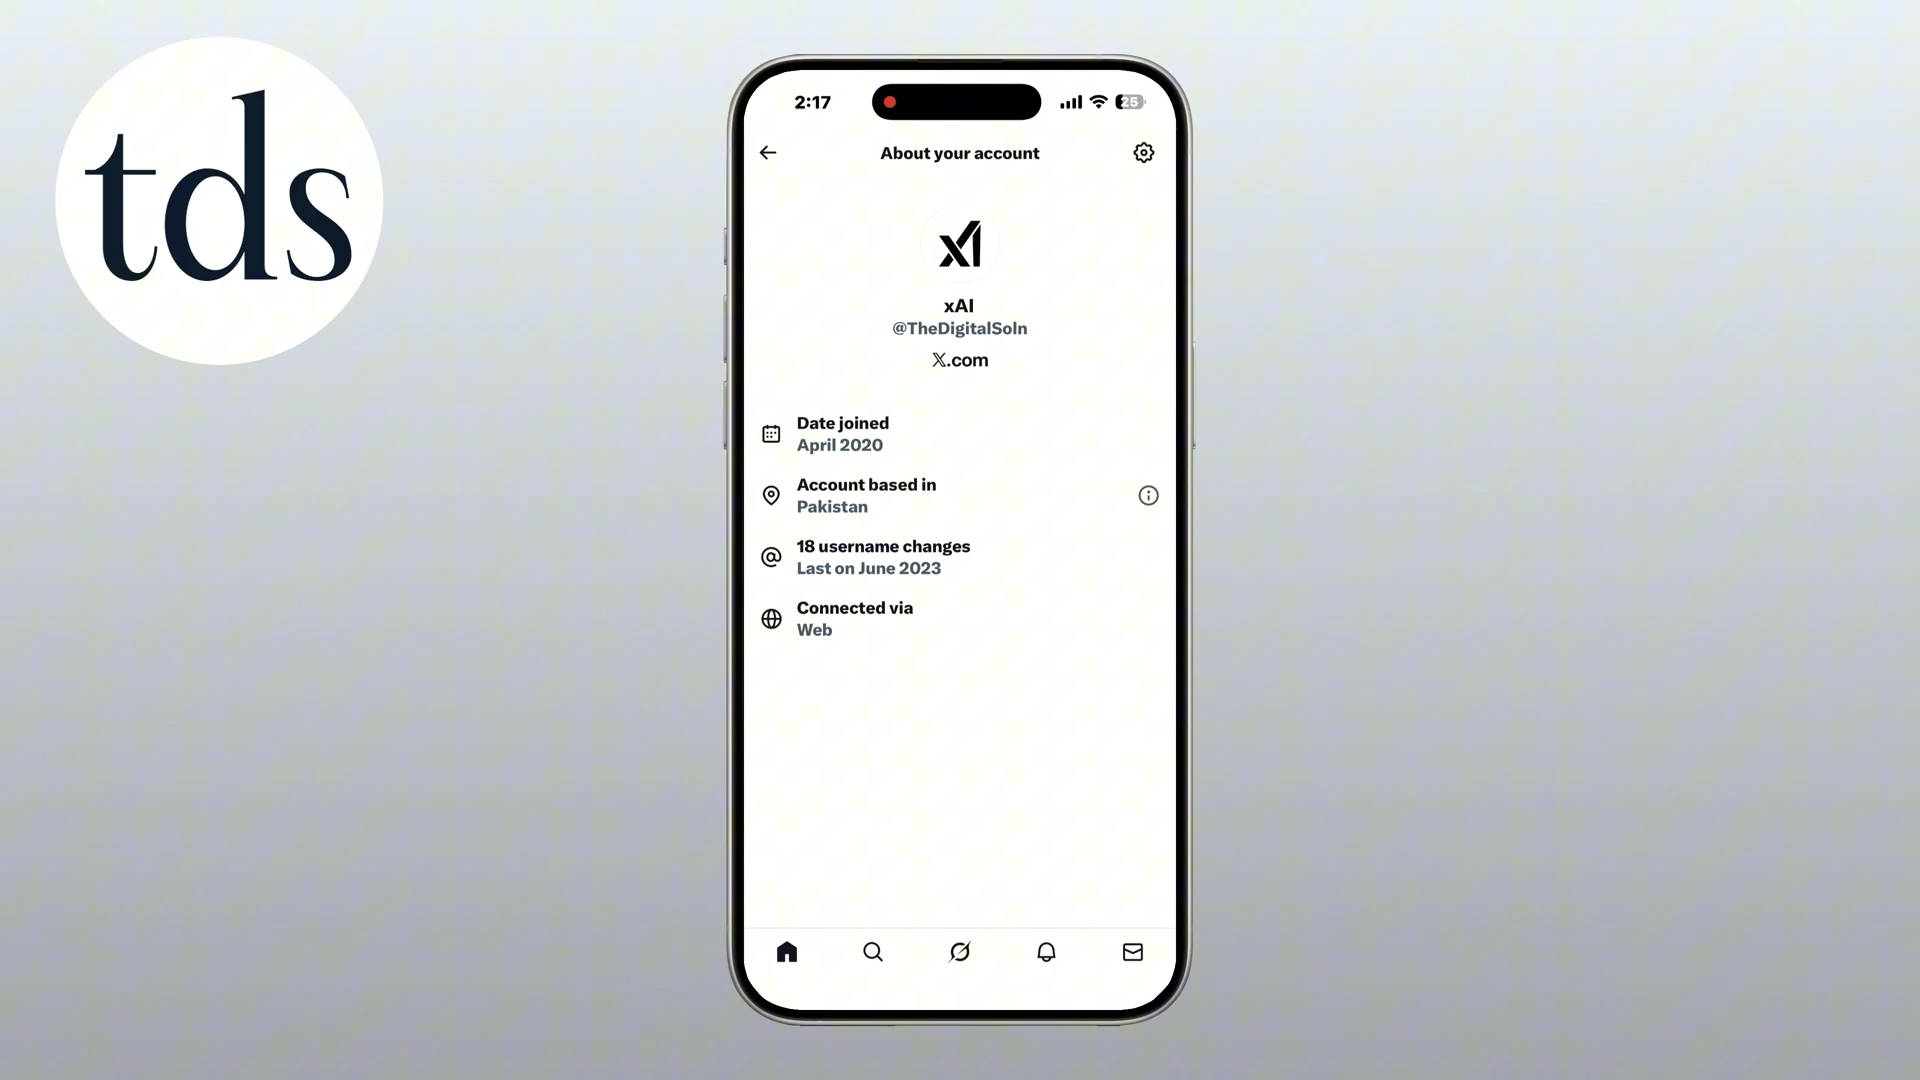 tds
2:17
25
About your account
xAI
@TheDigitalSoln
𝕏.com
Date joined
April 2020
Account based in
Pakistan
18 username changes
Last on June 2023
Connected via
Web